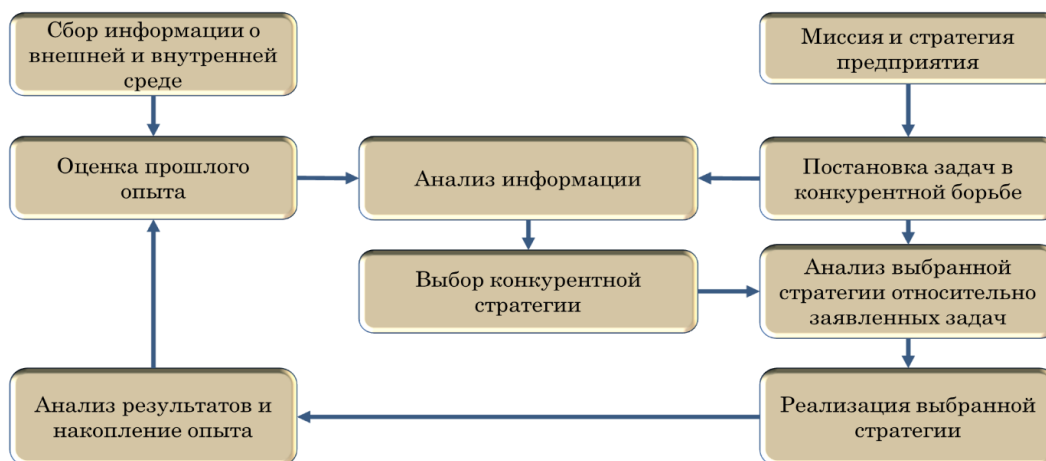 Сбор информации о
внешней и внутренней
среде
Миссия и стратегия
предприятия
Оценка прошлого
опыта
Анализ информации
Постановка задач в
конкурентной борьбе
Выбор конкурентной
стратегии
Анализ выбранной
стратегии относительно
заявленных задач
Анализ результатов и
накопление опыта
Реализация выбранной
стратегии